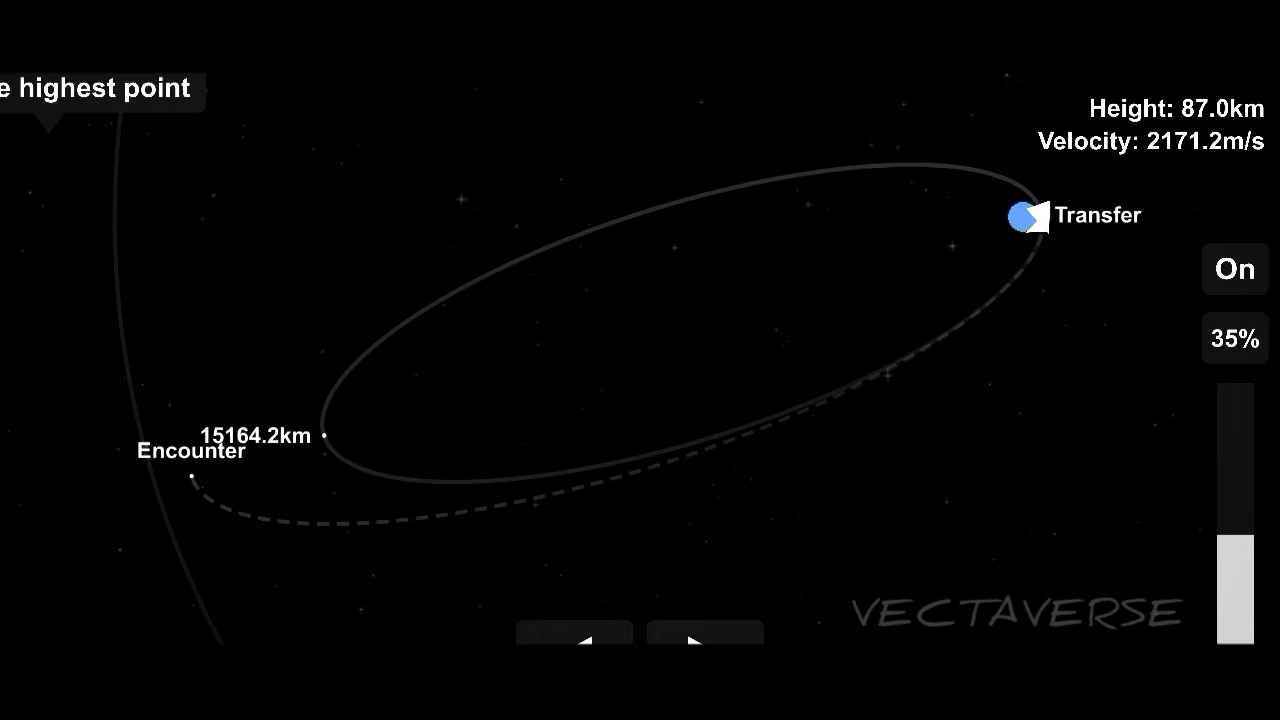 e highest point
Height: 87.0km
Velocity: 2171.2m/s
Transfer
On
35%
15164.2km
Encounter
VECTAVERSE